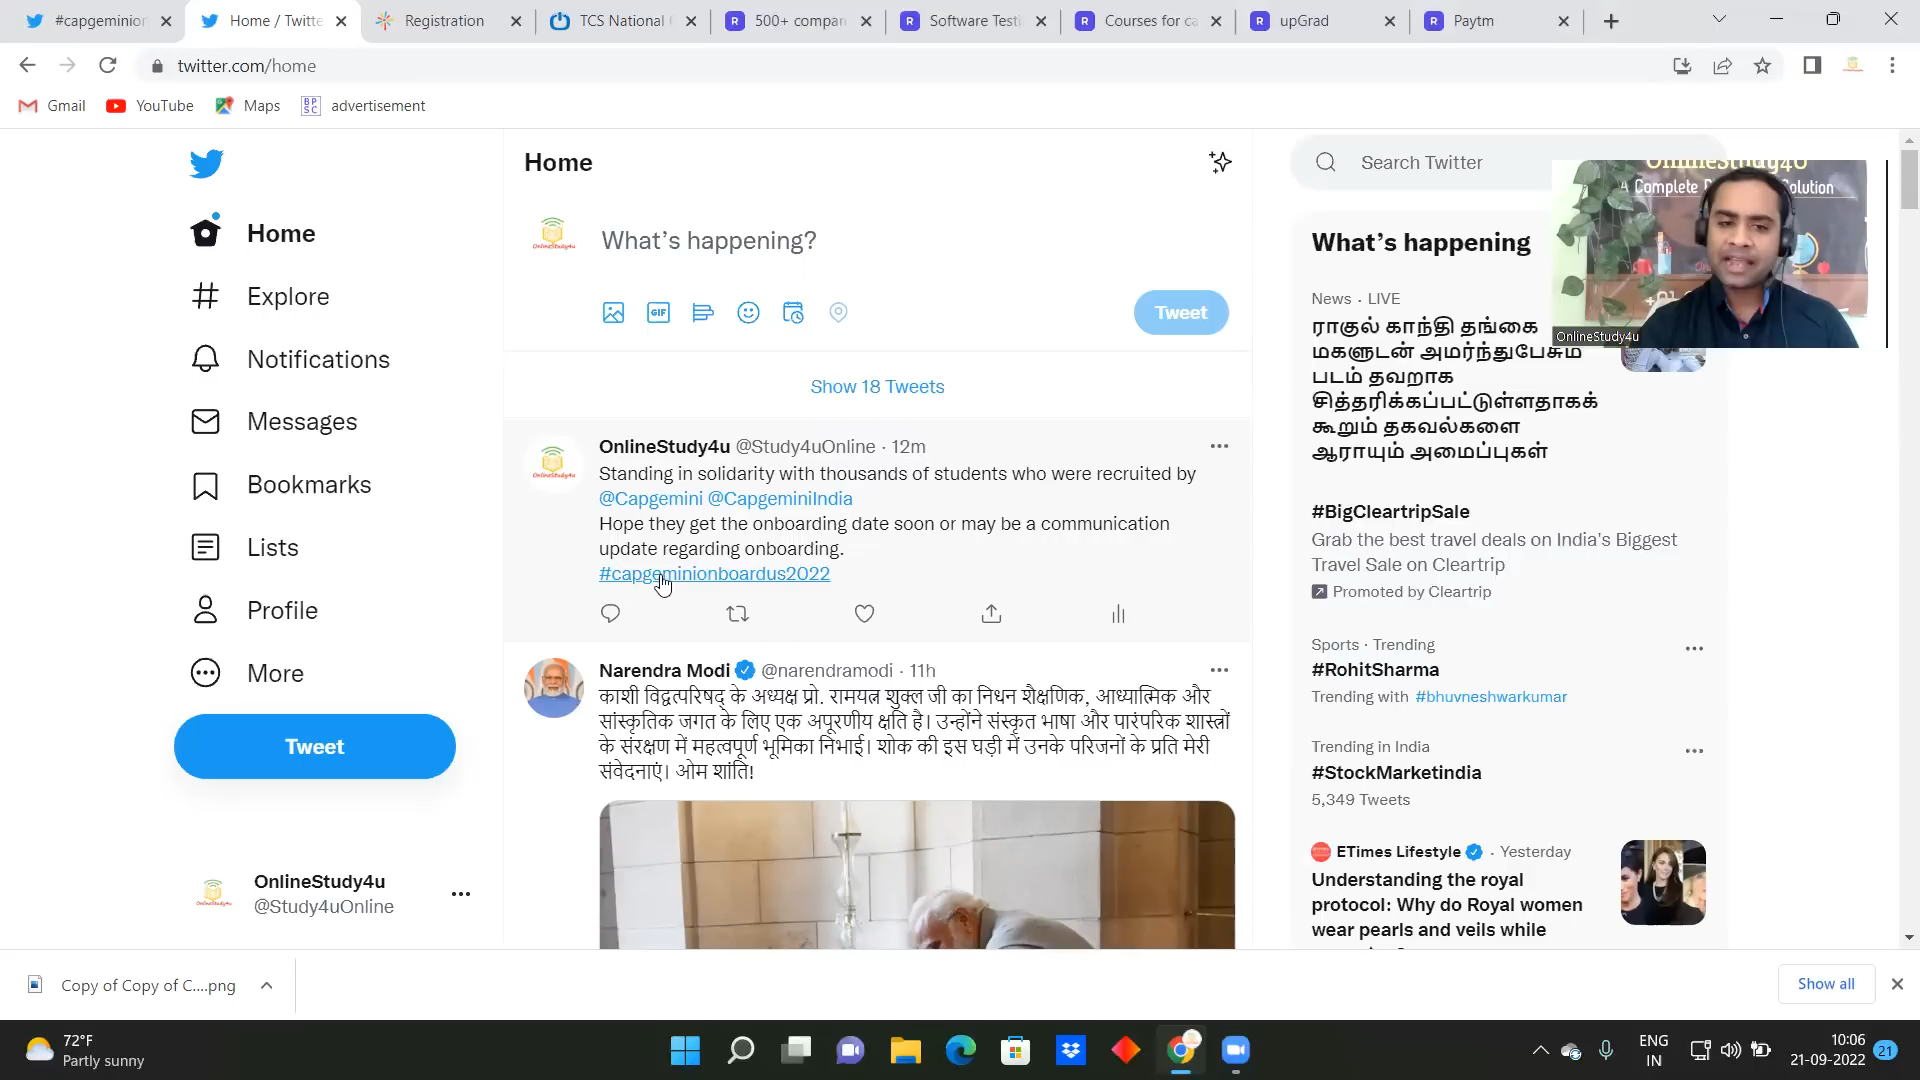 #capgeminion
Home / Twitte
Registration
TCS National
500+ compan
Software Testi
Courses for ca
upGrad
Paytm
twitter.com/home
Gmail
YouTube
Maps
BPSC
advertisement
Home
Search Twitter
OnlineStudy4U
What's happening?
GIF
Tweet
Show 18 Tweets
Home
Explore
Notifications
Messages
Bookmarks
Lists
Profile
More
Tweet
OnlineStudy4u @Study4uOnline · 12m
Standing in solidarity with thousands of students who were recruited by
@Capgemini @CapgeminiIndia
Hope they get the onboarding date soon or may be a communication
update regarding onboarding.
#capgeminionboardus2022
Narendra Modi @narendramodi · 11h
काशी विद्वत्परिषद् के अध्यक्ष प्रो. रामयत्न शुक्ल जी का निधन शैक्षणिक, आध्यात्मिक और
सांस्कृतिक जगत के लिए एक अपूरणीय क्षति है। उन्होंने संस्कृत भाषा और पारंपरिक शास्त्रों
के संरक्षण में महत्वपूर्ण भूमिका निभाई। शोक की इस घड़ी में उनके परिजनों के प्रति मेरी
संवेदनाएं। ओम शांति!
What's happening
News · LIVE
ராகுல் காந்தி தங்கை
மகளுடன் அமர்ந்துபேசும்
படம் தவறாக
சித்தரிக்கப்பட்டுள்ளதாகக்
கூறும் தகவல்களை
ஆராயும் அமைப்புகள்
A Complete
olution
OnlineStudy4u
#BigCleartripSale
Grab the best travel deals on India's Biggest
Travel Sale on Cleartrip
Promoted by Cleartrip
Sports · Trending
#RohitSharma
Trending with #bhuvneshwarkumar
Trending in India
#StockMarketindia
5,349 Tweets
ETimes Lifestyle · Yesterday
Understanding the royal
protocol: Why do Royal women
wear pearls and veils while
OnlineStudy4u
@Study4uOnline
Copy of Copy of C....png
Show all
72°F
Partly sunny
ENG
IN
10:06
21-09-2022
21